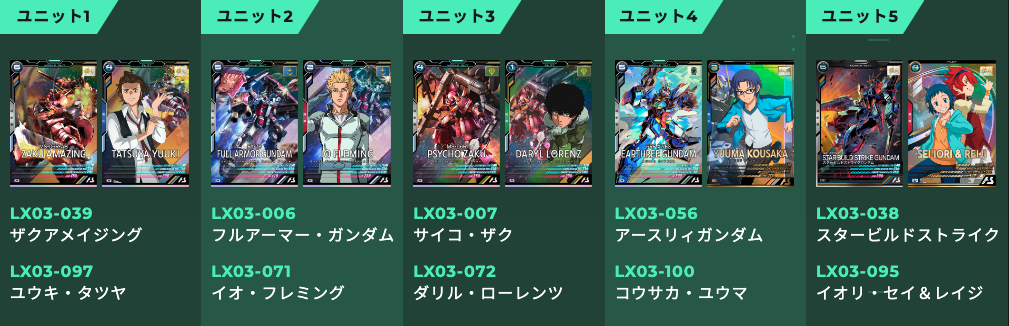 ユニット1
ZAKU AMAZING
TATSUYA YUUKI
LX03-039
ザクアメイジング
LX03-097
ユウキ・タツヤ
ユニット2
FULL ARMOR GUNDAM
IO FLEMING
LX03-006
フルアーマー・ガンダム
LX03-071
イオ・フレミング
ユニット3
PSYCHO ZAKU
DARYL LORENZ
LX03-007
サイコ・ザク
LX03-072
ダリル・ローレンツ
ユニット4
EARTHREE GUNDAM
YUUMA KOUSAKA
LX03-056
アースリィガンダム
LX03-100
コウサカ・ユウマ
ユニット5
STAR BUILD STRIKE GUNDAM
SEI IORI & REIJI
LX03-038
スタービルドストライク
LX03-095
イオリ・セイ＆レイジ